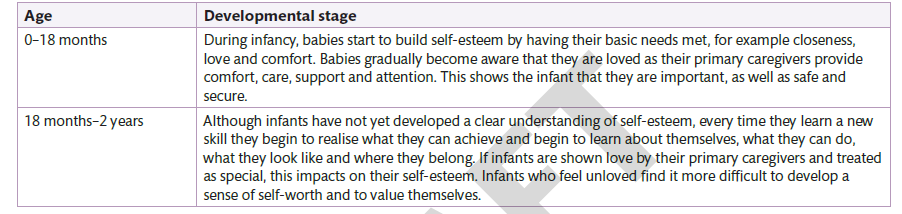 Age Developmental stage
0–18 months During infancy, babies start to build self-esteem by having their basic needs met, for example closeness,
love and comfort. Babies gradually become aware that they are loved as their primary caregivers provide
comfort, care, support and attention. This shows the infant that they are important, as well as safe and
secure.
18 months–2 years Although infants have not yet developed a clear understanding of self-esteem, every time they learn a new
skill they begin to realise what they can achieve and begin to learn about themselves, what they can do,
what they look like and where they belong. If infants are shown love by their primary caregivers and treated
as special, this impacts on their self-esteem. Infants who feel unloved find it more difficult to develop a
sense of self-worth and to value themselves.